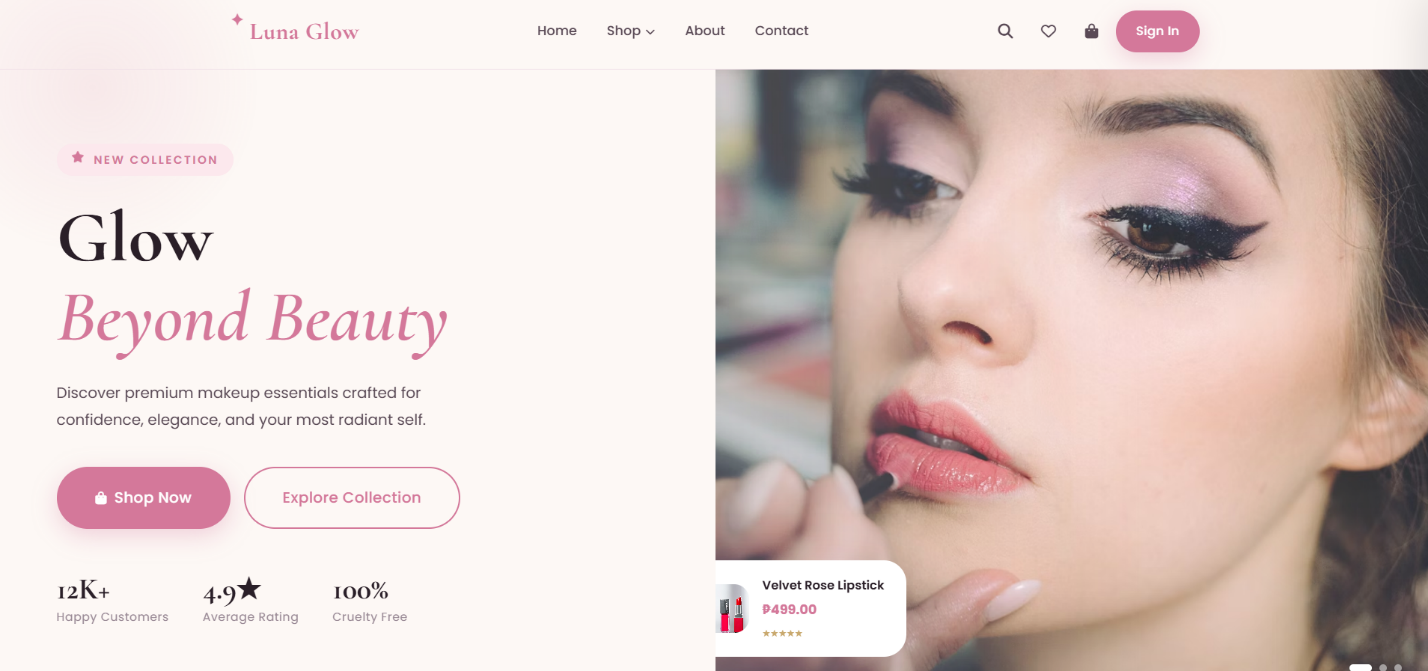 Luna Glow
Home
Shop
About
Contact
Sign In
NEW COLLECTION
Glow
Beyond Beauty
Discover premium makeup essentials crafted for
confidence, elegance, and your most radiant self.
Shop Now
Explore Collection
12K+
Happy Customers
4.9★
Average Rating
100%
Cruelty Free
Velvet Rose Lipstick
₱499.00
★★★★★